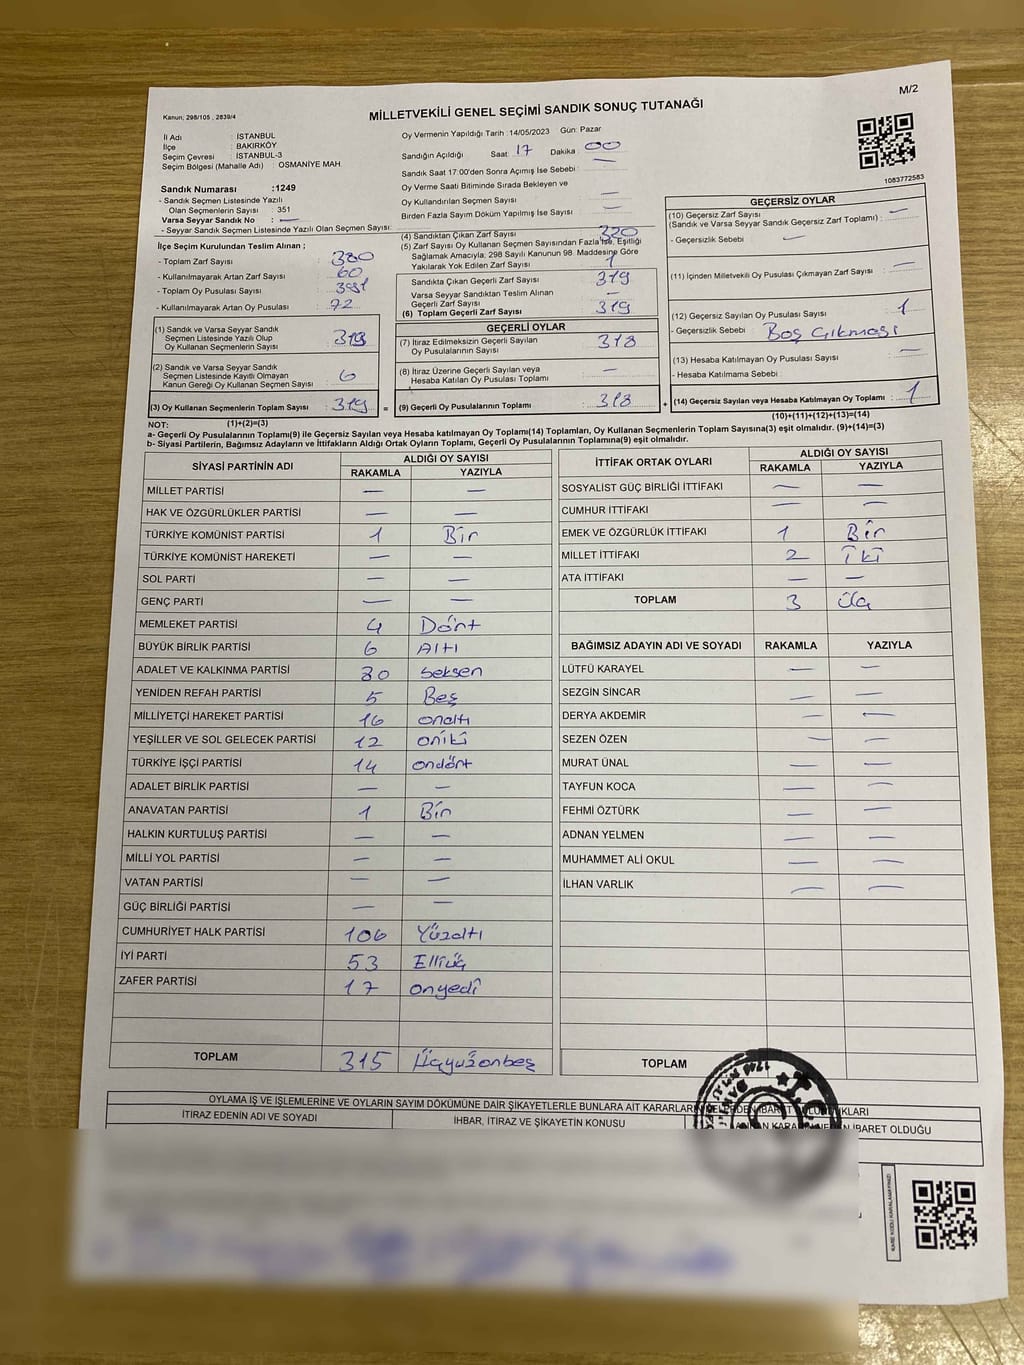 M/2
Kanun; 298/105 , 2839/4
MİLLETVEKİLİ GENEL SEÇİMİ SANDIK SONUÇ TUTANAĞI
1083772583
İl Adı : İSTANBUL
İlçe : BAKIRKÖY
Seçim Çevresi : İSTANBUL-3
Seçim Bölgesi (Mahalle Adı) : OSMANİYE MAH.
Sandık Numarası :1249
- Sandık Seçmen Listesinde Yazılı
Olan Seçmenlerin Sayısı : 351
Varsa Seyyar Sandık No : —
- Seyyar Sandık Seçmen Listesinde Yazılı Olan Seçmen Sayısı:
Oy Vermenin Yapıldığı Tarih :14/05/2023 Gün: Pazar
Sandığın Açıldığı Saat: 17 Dakika : 00
Sandık Saat 17:00'den Sonra Açılmış İse Sebebi : —
Oy Verme Saati Bitiminde Sırada Bekleyen ve
Oy Kullandırılan Seçmen Sayısı : —
Birden Fazla Sayım Döküm Yapılmış İse Sayısı : —
İlçe Seçim Kurulundan Teslim Alınan ;
- Toplam Zarf Sayısı : 380
- Kullanılmayarak Artan Zarf Sayısı : 60
- Toplam Oy Pusulası Sayısı :
- Kullanılmayarak Artan Oy Pusulası : 72
(1) Sandık ve Varsa Seyyar Sandık
Seçmen Listesinde Yazılı Olup
Oy Kullanan Seçmenlerin Sayısı :
(2) Sandık ve Varsa Seyyar Sandık
Seçmen Listesinde Kayıtlı Olmayan
Kanun Gereği Oy Kullanan Seçmen Sayısı : 6
(3) Oy Kullanan Seçmenlerin Toplam Sayısı : 319
(1)+(2)=(3)
(4) Sandıktan Çıkan Zarf Sayısı : 320
(5) Zarf Sayısı Oy Kullanan Seçmen Sayısından Fazla İse, Eşitliği
Sağlamak Amacıyla; 298 Sayılı Kanunun 98. Maddesine Göre
Yakılarak Yok Edilen Zarf Sayısı : 1
Sandıkta Çıkan Geçerli Zarf Sayısı : 319
Varsa Seyyar Sandıktan Teslim Alınan
Geçerli Zarf Sayısı : —
(6) Toplam Geçerli Zarf Sayısı : 319
GEÇERLİ OYLAR
(7) İtiraz Edilmeksizin Geçerli Sayılan
Oy Pusulalarının Sayısı : 318
(8) İtiraz Üzerine Geçerli Sayılan veya
Hesaba Katılan Oy Pusulası Toplamı : —
= (9) Geçerli Oy Pusulalarının Toplamı : 318 +
GEÇERSİZ OYLAR
(10) Geçersiz Zarf Sayısı
(Sandık ve Varsa Seyyar Sandık Geçersiz Zarf Toplamı) : —
- Geçersizlik Sebebi : —
(11) İçinden Milletvekili Oy Pusulası Çıkmayan Zarf Sayısı : —
(12) Geçersiz Sayılan Oy Pusulası Sayısı : 1
- Geçersizlik Sebebi : Boş çıkması
(13) Hesaba Katılmayan Oy Pusulası Sayısı : —
- Hesaba Katılmama Sebebi :
(14) Geçersiz Sayılan veya Hesaba Katılmayan Oy Toplamı : 1
(10)+(11)+(12)+(13)=(14)
NOT:
a- Geçerli Oy Pusulalarının Toplamı(9) ile Geçersiz Sayılan veya Hesaba katılmayan Oy Toplamı(14) Toplamları, Oy Kullanan Seçmenlerin Toplam Sayısına(3) eşit olmalıdır. (9)+(14)=(3)
b- Siyasi Partilerin, Bağımsız Adayların ve İttifakların Aldığı Ortak Oyların Toplamı, Geçerli Oy Pusulalarının Toplamına(9) eşit olmalıdır.
SİYASİ PARTİNİN ADI ALDIĞI OY SAYISI
RAKAMLA YAZIYLA
MİLLET PARTİSİ — —
HAK VE ÖZGÜRLÜKLER PARTİSİ — —
TÜRKİYE KOMÜNİST PARTİSİ 1 Bir
TÜRKİYE KOMÜNİST HAREKETİ — —
SOL PARTİ — —
GENÇ PARTİ — —
MEMLEKET PARTİSİ 4 Dört
BÜYÜK BİRLİK PARTİSİ 6 Altı
ADALET VE KALKINMA PARTİSİ 80 Seksen
YENİDEN REFAH PARTİSİ 5 Beş
MİLLİYETÇİ HAREKET PARTİSİ 16 onaltı
YEŞİLLER VE SOL GELECEK PARTİSİ 12 oniki
TÜRKİYE İŞÇİ PARTİSİ 14 ondört
ADALET BİRLİK PARTİSİ — —
ANAVATAN PARTİSİ 1 Bir
HALKIN KURTULUŞ PARTİSİ — —
MİLLİ YOL PARTİSİ — —
VATAN PARTİSİ — —
GÜÇ BİRLİĞİ PARTİSİ — —
CUMHURİYET HALK PARTİSİ 106 Yüzaltı
İYİ PARTİ 53 Elliüç
ZAFER PARTİSİ 17 onyedi
TOPLAM 315 Üçyüzonbeş
İTTİFAK ORTAK OYLARI ALDIĞI OY SAYISI
RAKAMLA YAZIYLA
SOSYALİST GÜÇ BİRLİĞİ İTTİFAKI — —
CUMHUR İTTİFAKI — —
EMEK VE ÖZGÜRLÜK İTTİFAKI 1 Bir
MİLLET İTTİFAKI 2 İki
ATA İTTİFAKI — —
TOPLAM 3 Üç
BAĞIMSIZ ADAYIN ADI VE SOYADI RAKAMLA YAZIYLA
LÜTFÜ KARAYEL — —
SEZGİN SİNCAR — —
DERYA AKDEMİR — —
SEZEN ÖZEN — —
MURAT ÜNAL — —
TAYFUN KOCA — —
FEHMİ ÖZTÜRK — —
ADNAN YELMEN — —
MUHAMMET ALİ OKUL — —
İLHAN VARLIK — —
TOPLAM
OYLAMA İŞ VE İŞLEMLERİNE VE OYLARIN SAYIM DÖKÜMÜNE DAİR ŞİKAYETLERLE BUNLARA AİT KARARLARIN
İTİRAZ EDENİN ADI VE SOYADI İHBAR, İTİRAZ VE ŞİKAYETİN KONUSU İBARET OLDUĞU
KARE KODU KARALAMAYINIZ